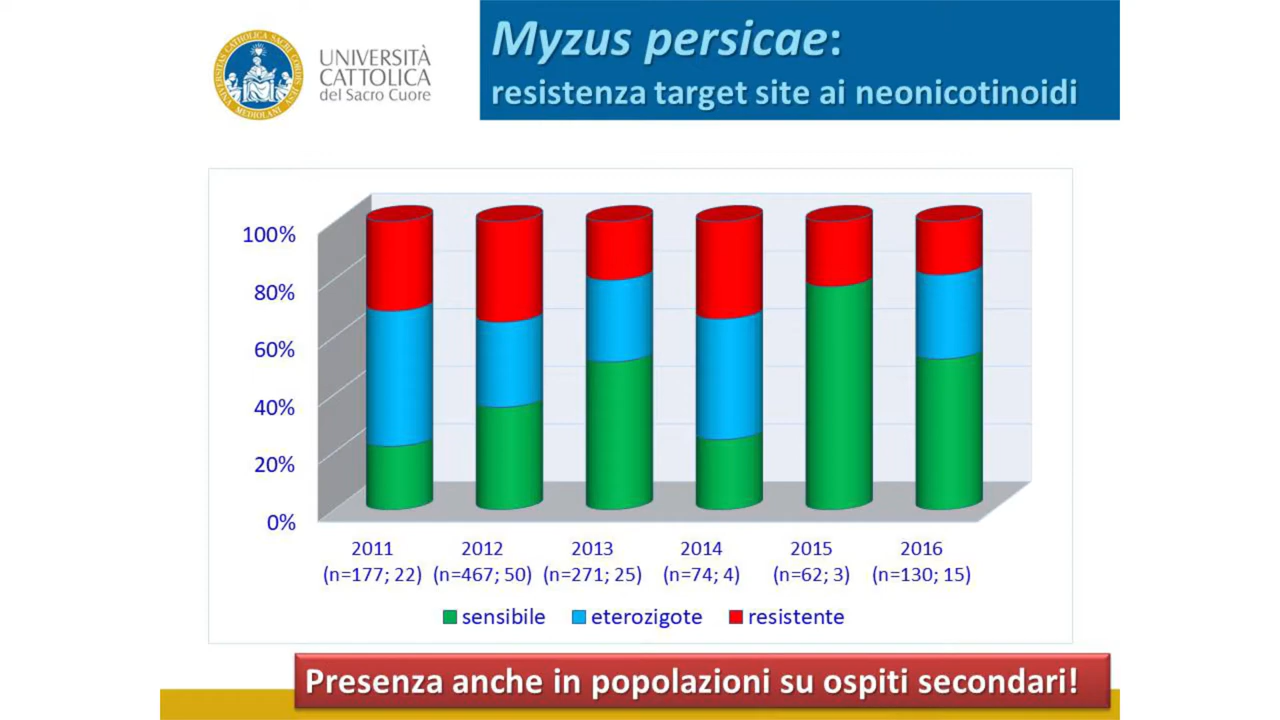 UNIVERSITÀ
CATTOLICA
del Sacro Cuore
Myzus persicae:
resistenza target site ai neonicotinoidi
100%
80%
60%
40%
20%
0%
2011 2012 2013 2014 2015 2016
(n=177; 22) (n=467; 50) (n=271; 25) (n=74; 4) (n=62; 3) (n=130; 15)
sensibile eterozigote resistente
Presenza anche in popolazioni su ospiti secondari!